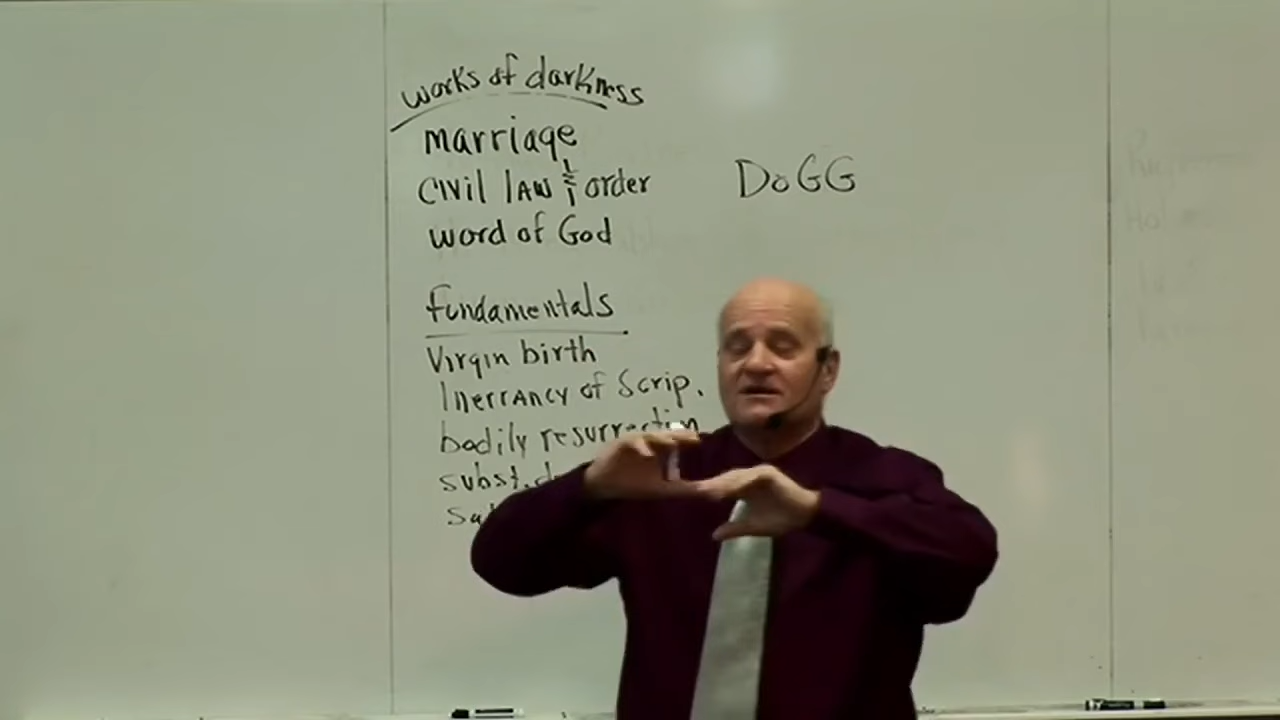 works of darkness
marriage
civil law & order
word of God
DoGG
fundamentals
Virgin birth
Inerrancy of Scrip.
bodily resurrection
subst.